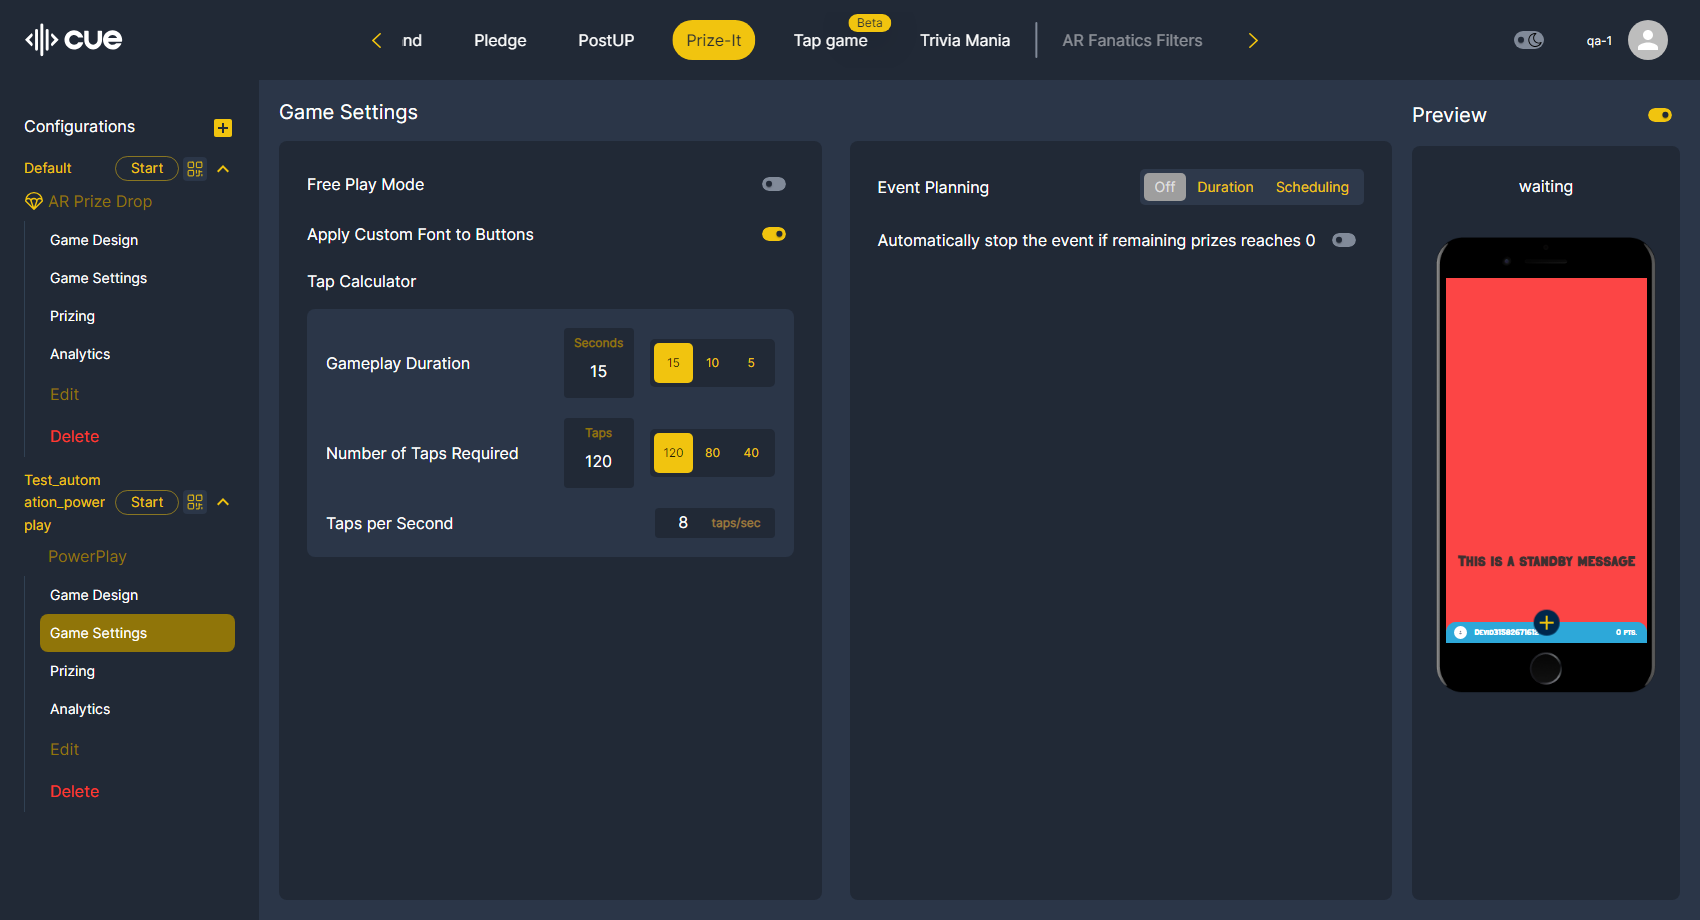 cue
nd
Pledge
PostUP
Prize-It
Beta
Tap game
Trivia Mania
AR Fanatics Filters
qa-1
Configurations
Default
Start
AR Prize Drop
Game Design
Game Settings
Prizing
Analytics
Edit
Delete
Test_autom
ation_power
play
Start
PowerPlay
Game Design
Game Settings
Prizing
Analytics
Edit
Delete
Game Settings
Free Play Mode
Apply Custom Font to Buttons
Tap Calculator
Gameplay Duration
Seconds
15
15 10 5
Number of Taps Required
Taps
120
120 80 40
Taps per Second
8 taps/sec
Event Planning
Off Duration Scheduling
Automatically stop the event if remaining prizes reaches 0
Preview
waiting
This is a standby message
0 pts.